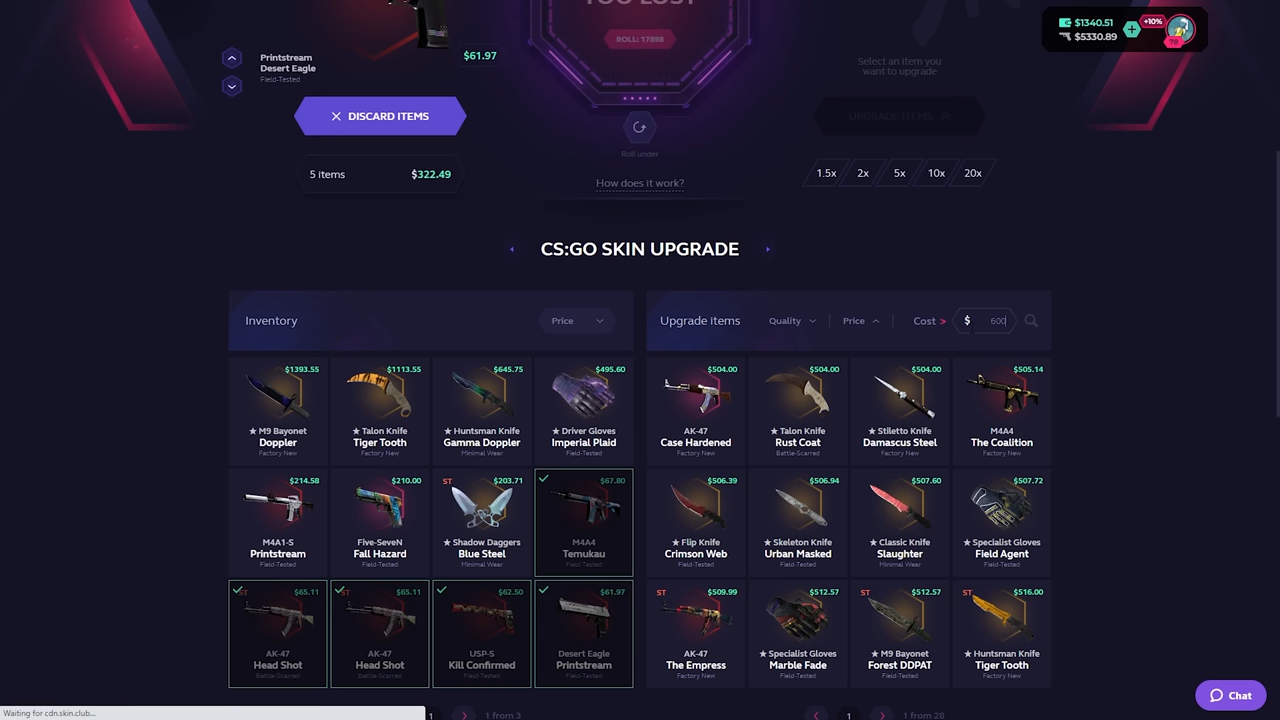 YOU LOST
ROLL: 17898
$1340.51
$5330.89
+10%
Printstream
Desert Eagle
Field-Tested
$61.97
Select an item you
want to upgrade
DISCARD ITEMS
UPGRADE ITEMS
Roll under
5 items
$322.49
How does it work?
1.5x
2x
5x
10x
20x
CS:GO SKIN UPGRADE
Inventory
Price
Upgrade items
Quality
Price
Cost >
$
600
$1393.55
★ M9 Bayonet
Doppler
Factory New
$1113.55
★ Talon Knife
Tiger Tooth
Factory New
$645.75
★ Huntsman Knife
Gamma Doppler
Minimal Wear
$495.60
★ Driver Gloves
Imperial Plaid
Field-Tested
$504.00
AK-47
Case Hardened
Factory New
$504.00
★ Talon Knife
Rust Coat
Battle-Scarred
$504.00
★ Stiletto Knife
Damascus Steel
Factory New
$505.14
M4A4
The Coalition
Factory New
$214.58
M4A1-S
Printstream
Field-Tested
$210.00
Five-SeveN
Fall Hazard
Field-Tested
ST
$203.71
★ Shadow Daggers
Blue Steel
Minimal Wear
$67.80
M4A4
Temukau
Field-Tested
$506.39
★ Flip Knife
Crimson Web
Field-Tested
$506.94
★ Skeleton Knife
Urban Masked
Field-Tested
$507.60
★ Classic Knife
Slaughter
Minimal Wear
$507.72
★ Specialist Gloves
Field Agent
Field-Tested
ST
$65.11
AK-47
Head Shot
Battle-Scarred
ST
$65.11
AK-47
Head Shot
Battle-Scarred
$62.50
USP-S
Kill Confirmed
Field-Tested
$61.97
Desert Eagle
Printstream
Field-Tested
ST
$509.99
AK-47
The Empress
Factory New
$512.57
★ Specialist Gloves
Marble Fade
Field-Tested
ST
$512.57
★ M9 Bayonet
Forest DDPAT
Field-Tested
ST
$516.00
★ Huntsman Knife
Tiger Tooth
Factory New
Chat
Waiting for cdn.skin.club...
1
1 from 3
1
1 from 28